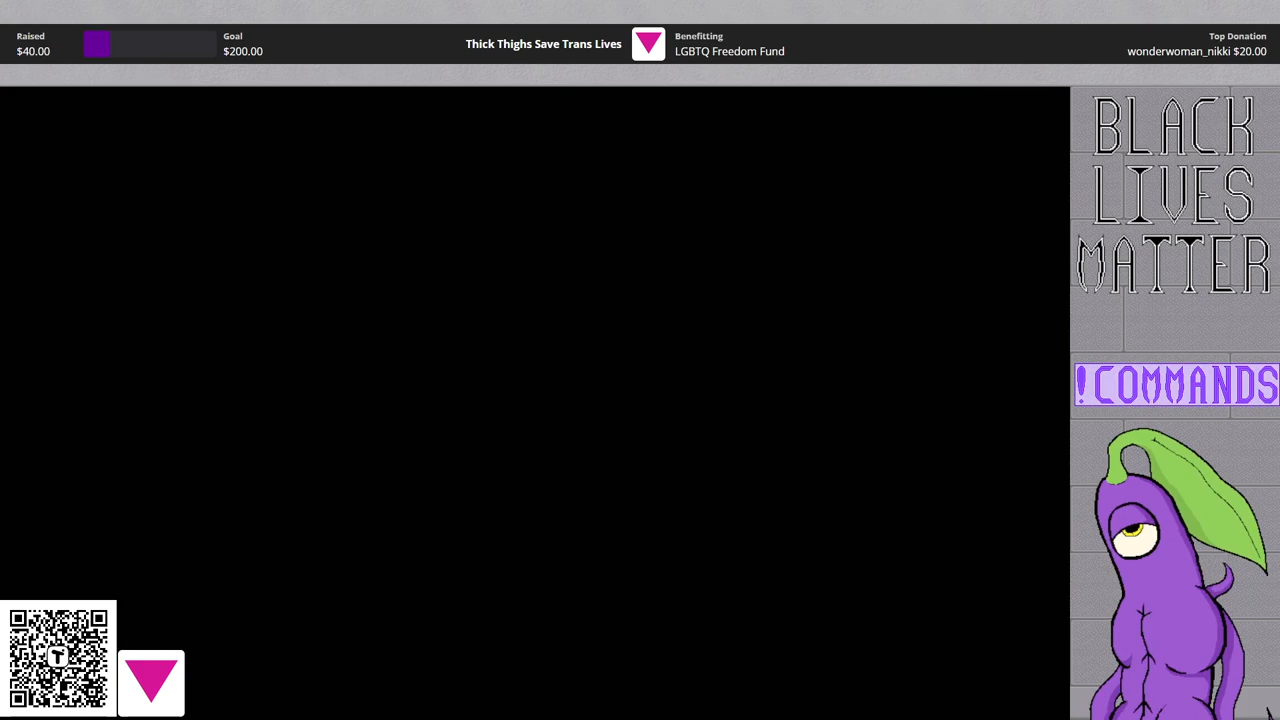 Raised
$40.00
Goal
$200.00
Thick Thighs Save Trans Lives
Benefitting
LGBTQ Freedom Fund
Top Donation
wonderwoman_nikki $20.00
BLACK
LIVES
MATTER
!COMMANDS
T